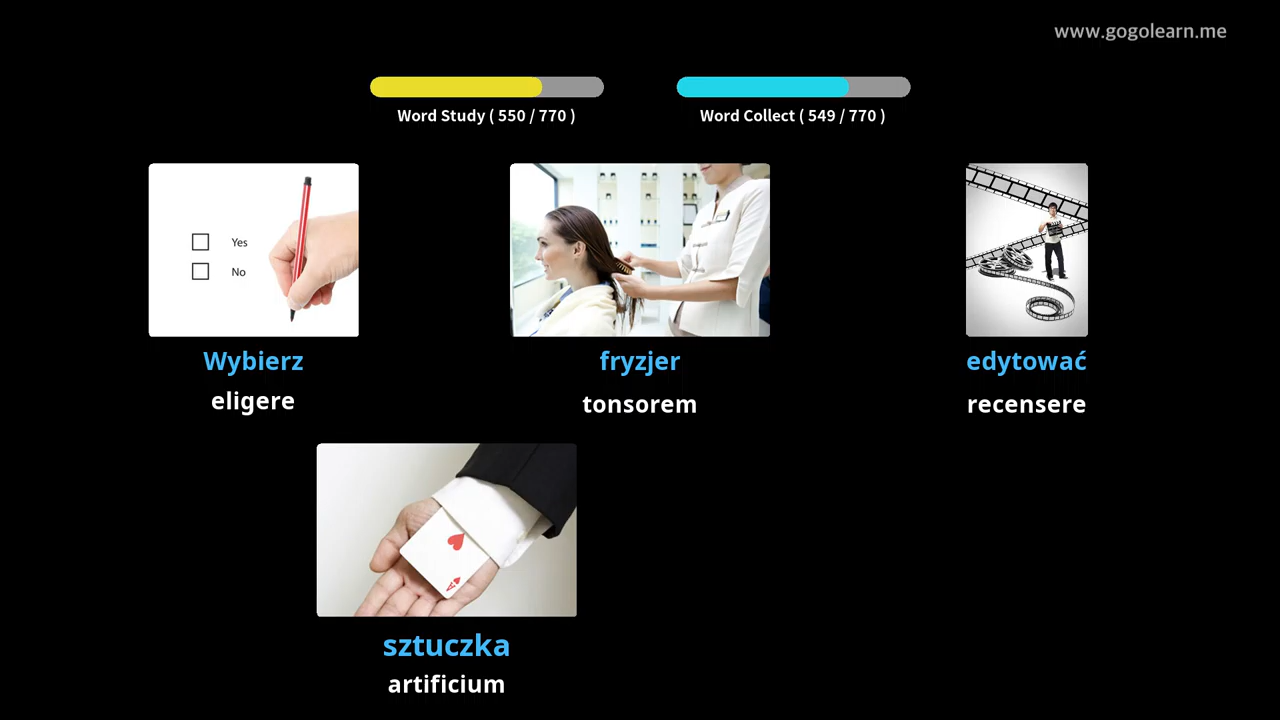 www.gogolearn.me
Word Study ( 550 / 770 )
Word Collect ( 549 / 770 )
Yes
No
Wybierz
eligere
fryzjer
tonsorem
edytować
recensere
A
sztuczka
artificium